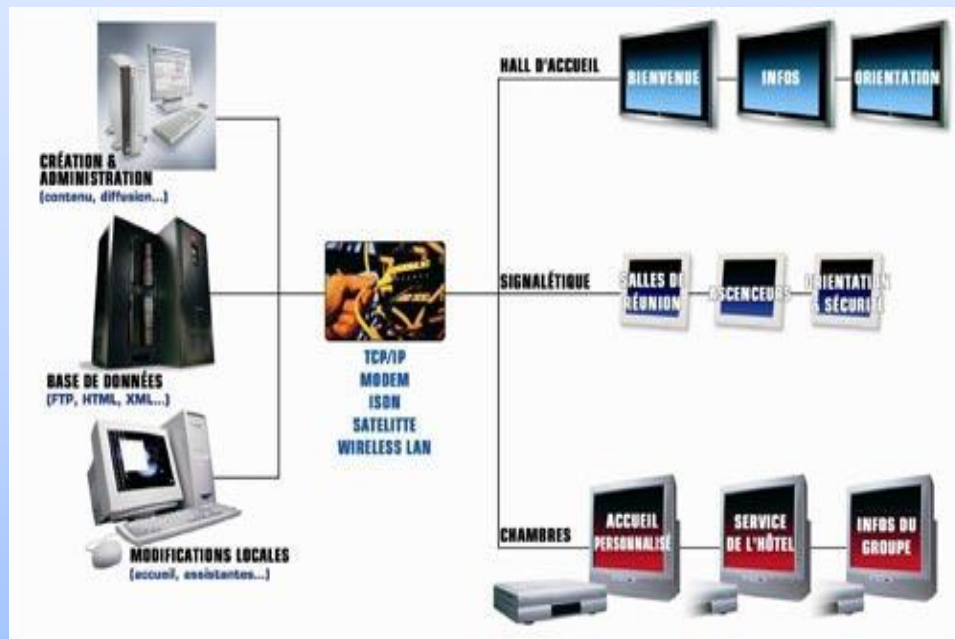 CRÉATION &
ADMINISTRATION
(contenu, diffusion...)
BASE DE DONNÉES
(FTP, HTML, XML...)
MODIFICATIONS LOCALES
(accueil, assistantes...)
TCP/IP
MODEM
ISDN
SATELITTE
WIRELESS LAN
HALL D'ACCUEIL
BIENVENUE
INFOS
ORIENTATION
SIGNALÉTIQUE
SALLES DE
RÉUNION
ASCENCEURS
ORIENTATION
& SÉCURITÉ
CHAMBRES
ACCUEIL
PERSONNALISÉ
SERVICE
DE L'HÔTEL
INFOS DU
GROUPE